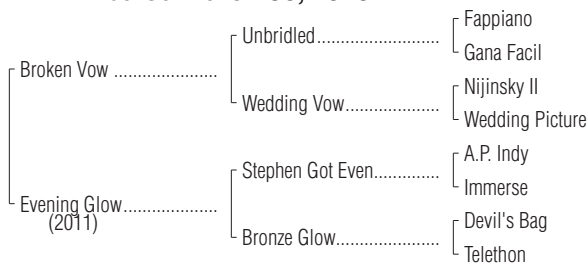 Fappiano
Unbridled........................................
Gana Facil
Broken Vow ........................
Nijinsky II
Wedding Vow..............................
Wedding Picture
A.P. Indy
Stephen Got Even.....................
Immerse
Evening Glow........................
(2011)
Devil's Bag
Bronze Glow.................................
Telethon